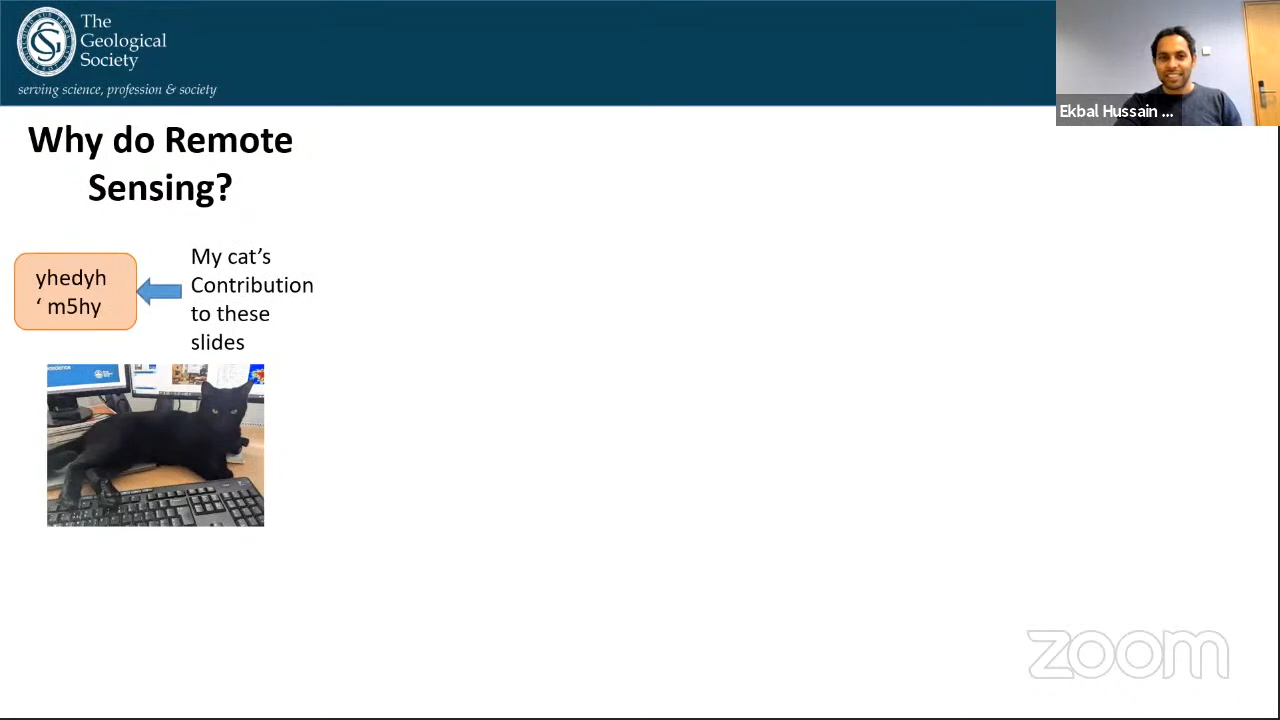 The
Geological
Society
serving science, profession & society
Ekbal Hussain ...
Why do Remote
Sensing?
yhedyh
‘ m5hy
My cat’s
Contribution
to these
slides
zoom